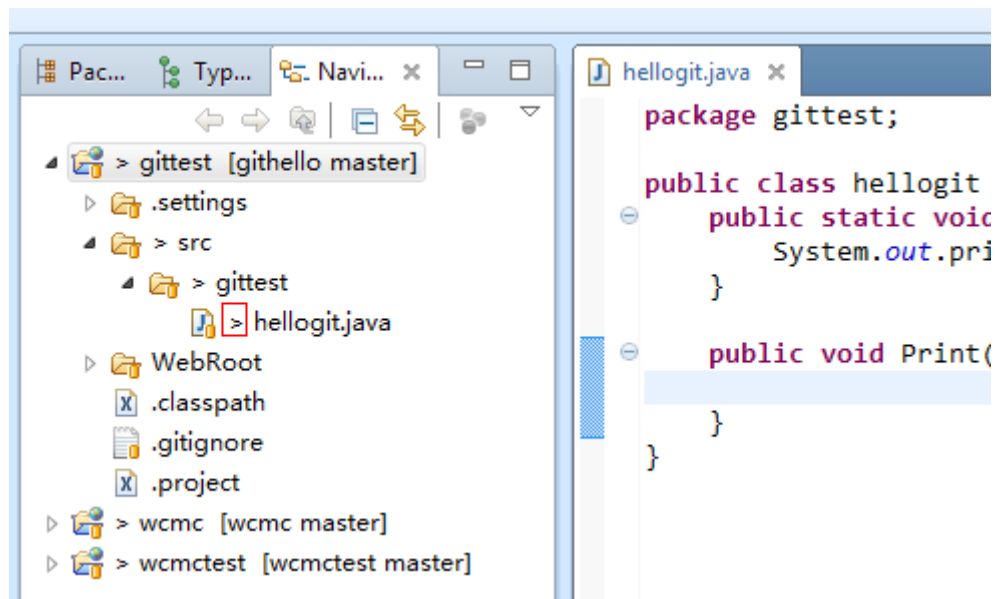 Pac... Typ... Navi...
> gittest [githello master]
.settings
> src
> gittest
> hellogit.java
WebRoot
.classpath
.gitignore
.project
> wcmc [wcmc master]
> wcmctest [wcmctest master]
hellogit.java
package gittest;
public class hellogit
public static void
System.out.pri
}
public void Print(
}
}